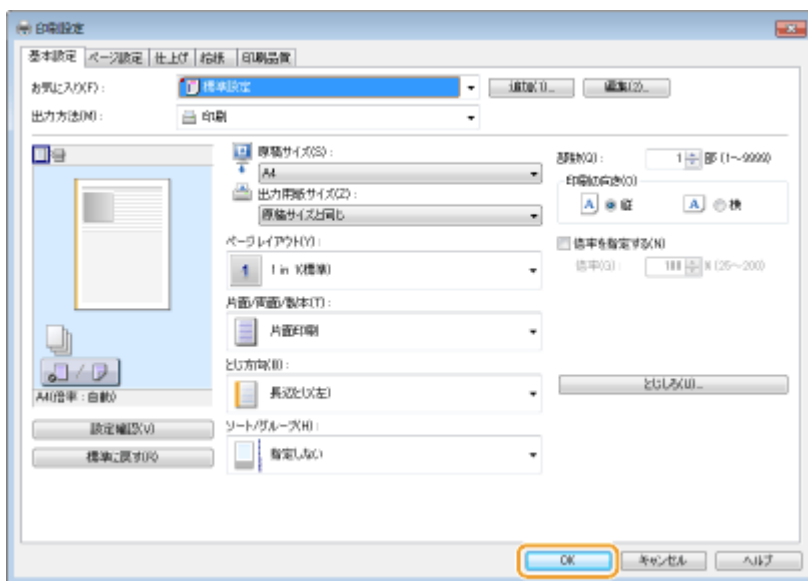 印刷設定
基本設定 ページ設定 仕上げ 給紙 印刷品質
お気に入り(F): 標準設定 追加(1)... 編集(2)...
出力方法(M): 印刷
原稿サイズ(S):
A4
出力用紙サイズ(Z):
原稿サイズと同じ
ページレイアウト(Y):
1 1 in 1(標準)
片面/両面/製本(T):
片面印刷
とじ方向(B):
長辺とじ(左)
ソート/グループ(H):
指定しない
部数(Q): 1 部 (1~9999)
印刷の向き(O)
A 縦 A 横
倍率を指定する(N)
倍率(G): 100 % (25~200)
とじしろ(U)...
A4(倍率:自動)
設定確認(V)
標準に戻す(R)
OK キャンセル ヘルプ